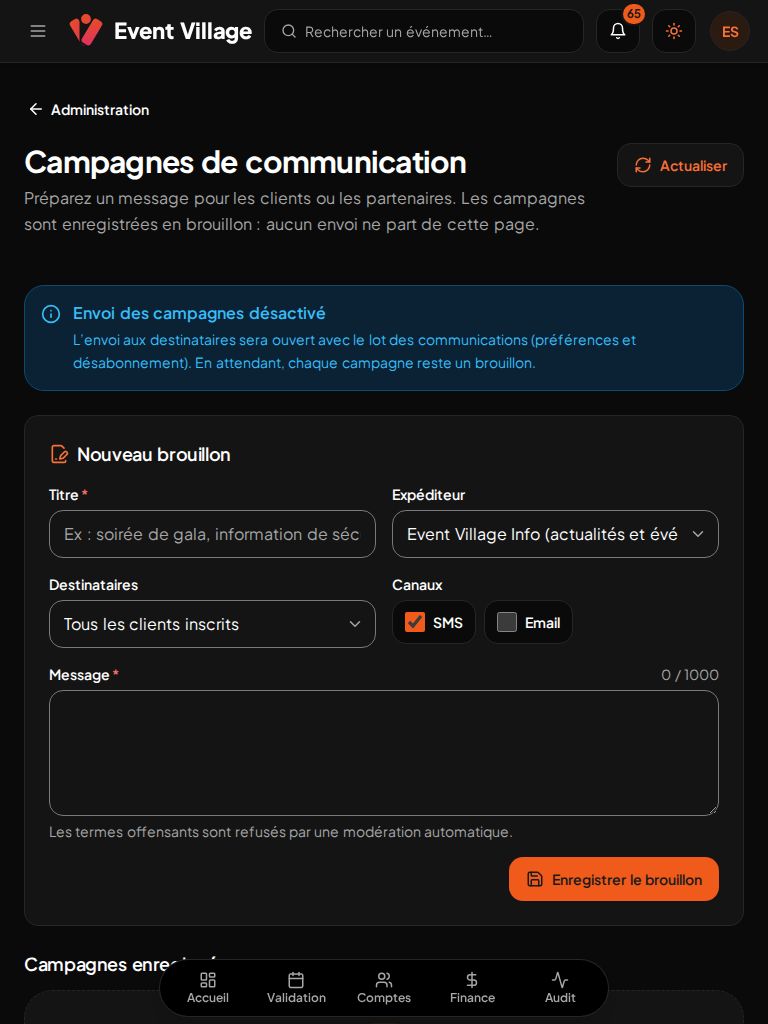 Event Village
Rechercher un événement...
65
ES
Administration
Campagnes de communication
Actualiser
Préparez un message pour les clients ou les partenaires. Les campagnes
sont enregistrées en brouillon : aucun envoi ne part de cette page.
Envoi des campagnes désactivé
L'envoi aux destinataires sera ouvert avec le lot des communications (préférences et
désabonnement). En attendant, chaque campagne reste un brouillon.
Nouveau brouillon
Titre *
Expéditeur
Ex : soirée de gala, information de séc
Event Village Info (actualités et évé
Destinataires
Canaux
Tous les clients inscrits
SMS
Email
Message *
0 / 1000
Les termes offensants sont refusés par une modération automatique.
Enregistrer le brouillon
Campagnes
Accueil
Validation
Comptes
Finance
Audit